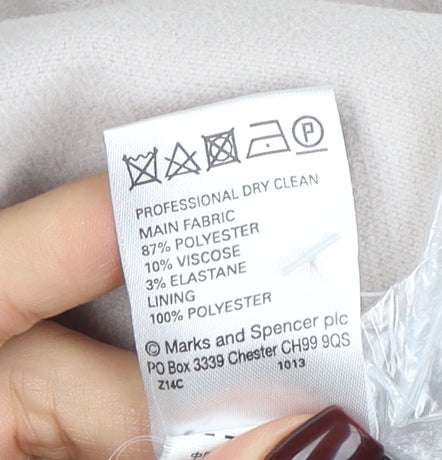 P
PROFESSIONAL DRY CLEAN
MAIN FABRIC
87% POLYESTER
10% VISCOSE
3% ELASTANE
LINING
100% POLYESTER
© Marks and Spencer plc
PO Box 3339 Chester CH99 9QS
Z14C 1013